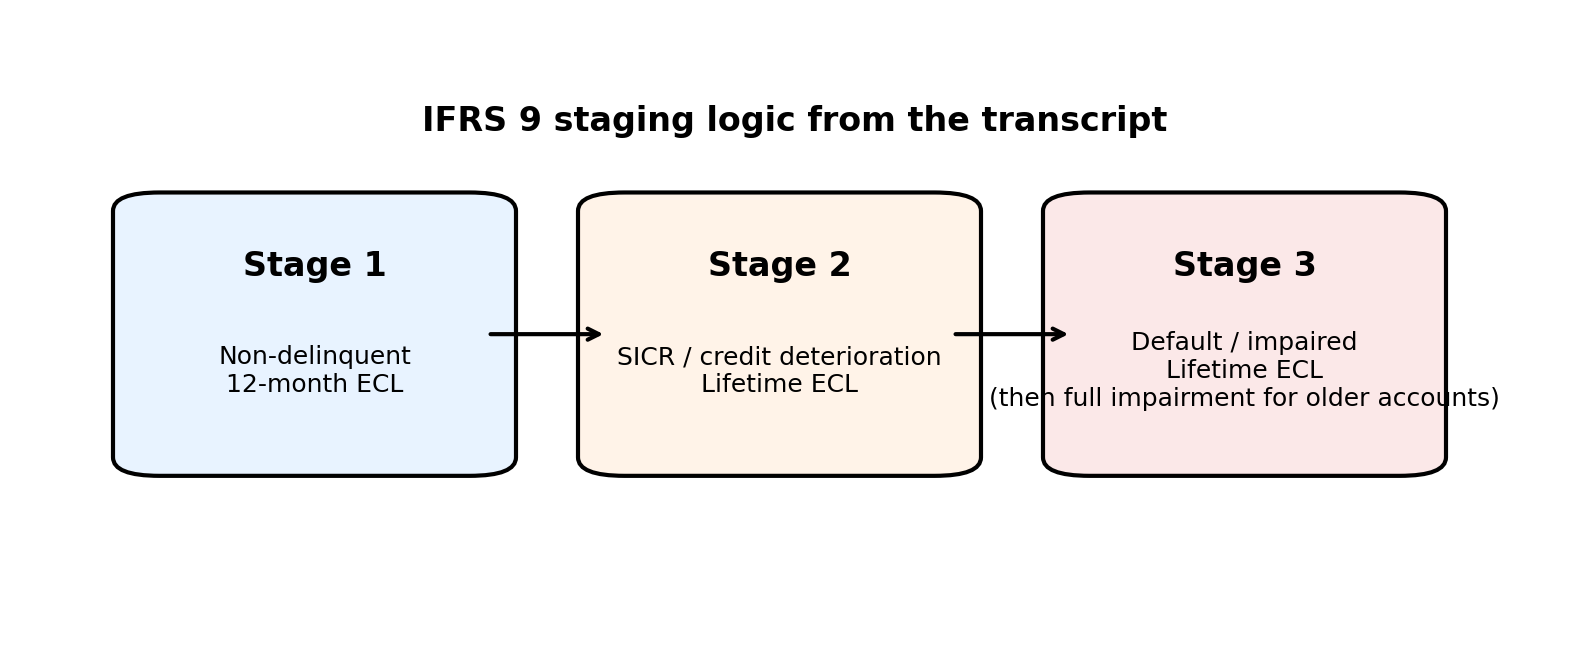 IFRS 9 staging logic from the transcript
Stage 1
Non-delinquent
12-month ECL
Stage 2
SICR / credit deterioration
Lifetime ECL
Stage 3
Default / impaired
Lifetime ECL
(then full impairment for older accounts)